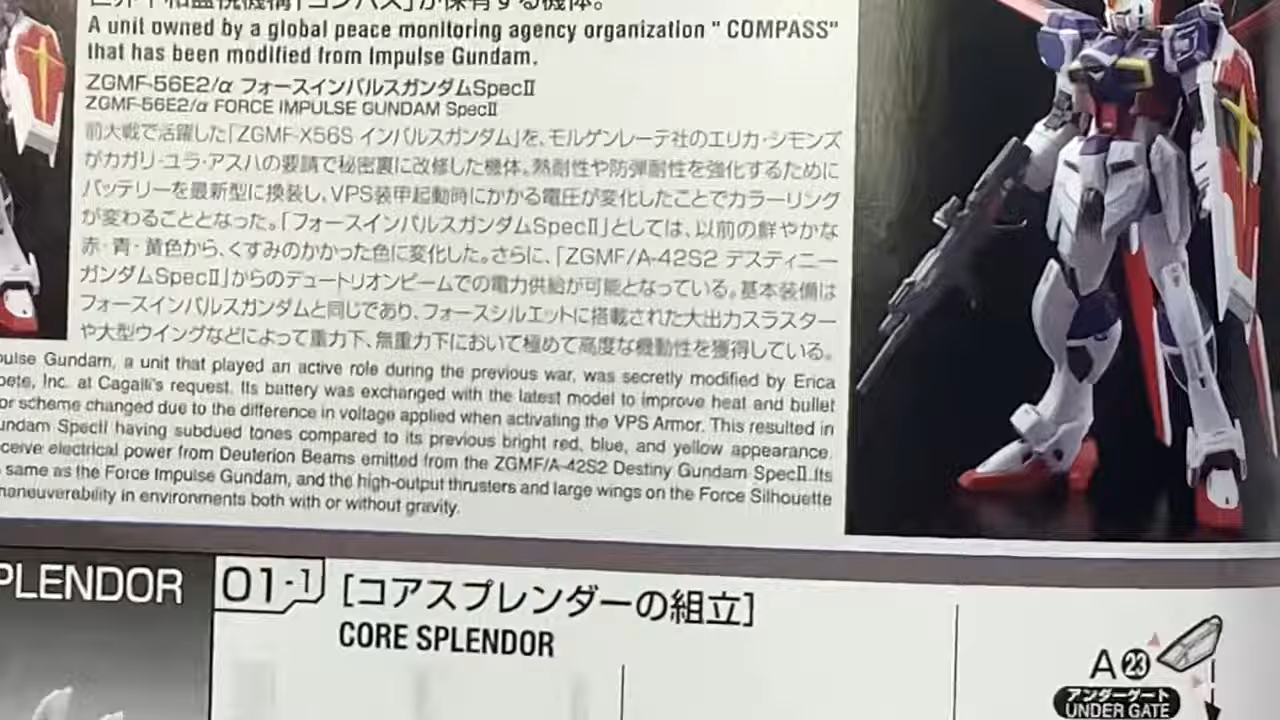 世界平和監視機構「コンパス」が保有する機体。
A unit owned by a global peace monitoring agency organization " COMPASS"
that has been modified from Impulse Gundam.
ZGMF-56E2/α フォースインパルスガンダムSpecⅡ
ZGMF-56E2/α FORCE IMPULSE GUNDAM SpecⅡ
前大戦で活躍した「ZGMF-X56S インパルスガンダム」を、モルゲンレーテ社のエリカ・シモンズ
がカガリ・ユラ・アスハの要請で秘密裏に改修した機体。熱耐性や防弾耐性を強化するために
バッテリーを最新型に換装し、VPS装甲起動時にかかる電圧が変化したことでカラーリング
が変わることとなった。「フォースインパルスガンダムSpecⅡ」としては、以前の鮮やかな
赤・青・黄色から、くすみのかかった色に変化した。さらに、「ZGMF/A-42S2 デスティニー
ガンダムSpecⅡ」からのデュートリオンビームでの電力供給が可能となっている。基本装備は
フォースインパルスガンダムと同じであり、フォースシルエットに搭載された大出力スラスター
や大型ウイングなどによって重力下、無重力下において極めて高度な機動性を獲得している。
pulse Gundam, a unit that played an active role during the previous war, was secretly modified by Erica
ete, Inc. at Cagalli's request. Its battery was exchanged with the latest model to improve heat and bullet
or scheme changed due to the difference in voltage applied when activating the VPS Armor. This resulted in
undam SpecⅡ having subdued tones compared to its previous bright red, blue, and yellow appearance.
ceive electrical power from Deuterion Beams emitted from the ZGMF/A-42S2 Destiny Gundam SpecⅡ.Its
same as the Force Impulse Gundam, and the high-output thrusters and large wings on the Force Silhouette
maneuverability in environments both with or without gravity.
PLENDOR
01-1
[コアスプレンダーの組立]
CORE SPLENDOR
A23
アンダーゲート
UNDER GATE